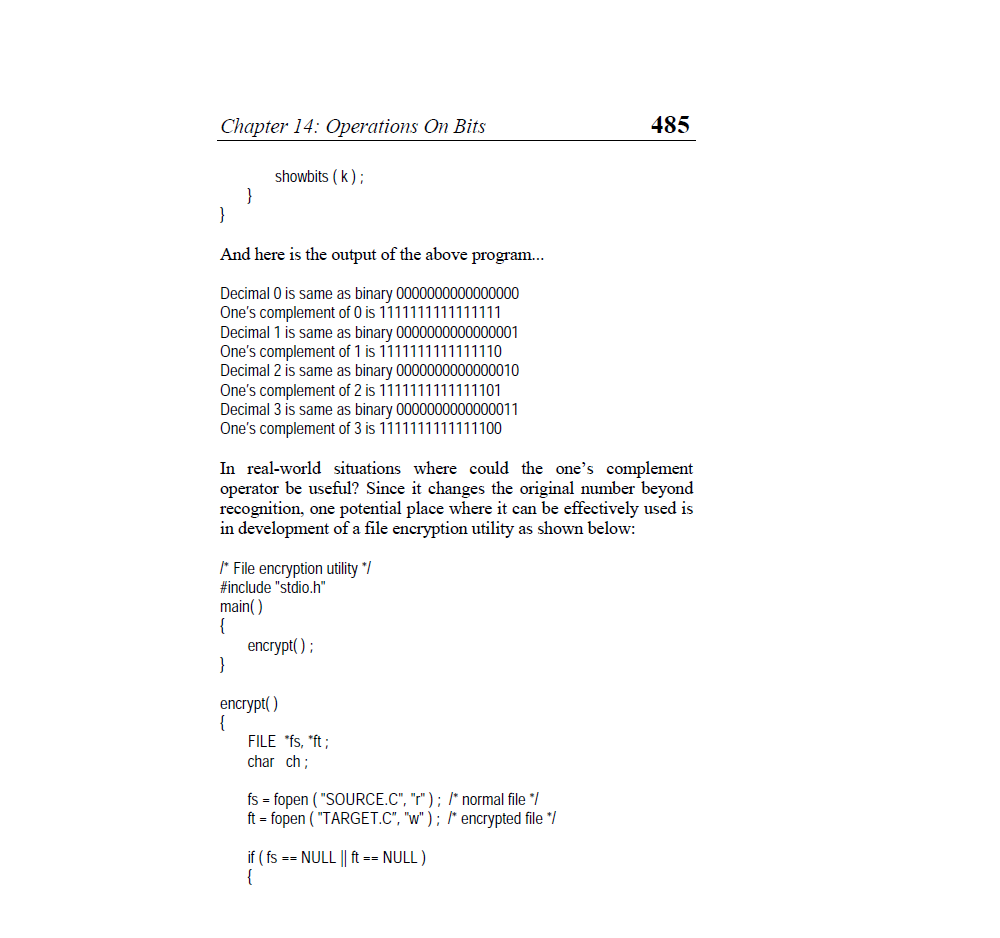 Chapter 14: Operations On Bits 485
showbits ( k ) ;
}
}
And here is the output of the above program...
Decimal 0 is same as binary 0000000000000000
One's complement of 0 is 1111111111111111
Decimal 1 is same as binary 0000000000000001
One's complement of 1 is 1111111111111110
Decimal 2 is same as binary 0000000000000010
One's complement of 2 is 1111111111111101
Decimal 3 is same as binary 0000000000000011
One's complement of 3 is 1111111111111100
In real-world situations where could the one’s complement
operator be useful? Since it changes the original number beyond
recognition, one potential place where it can be effectively used is
in development of a file encryption utility as shown below:
/* File encryption utility */
#include "stdio.h"
main( )
{
encrypt( ) ;
}
encrypt( )
{
FILE *fs, *ft ;
char ch ;
fs = fopen ( "SOURCE.C", "r" ) ; /* normal file */
ft = fopen ( "TARGET.C", "w" ) ; /* encrypted file */
if ( fs == NULL || ft == NULL )
{